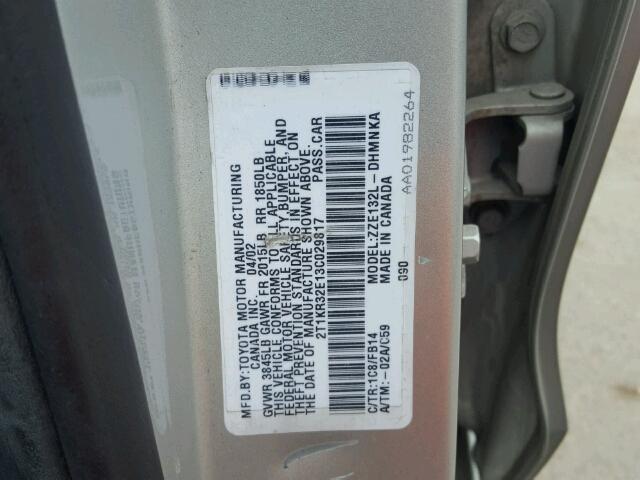 MFD.BY:TOYOTA MOTOR MANUFACTURING
CANADA INC. 04/02
GVWR 3845LB GAWR FR 2015LB RR 1850LB
THIS VEHICLE CONFORMS TO ALL APPLICABLE
FEDERAL MOTOR VEHICLE SAFETY, BUMPER, AND
THEFT PREVENTION STANDARDS IN EFFECT ON
THE DATE OF MANUFACTURE SHOWN ABOVE.
2T1KR32E13C029817 PASS.CAR
C/TR:1C8/FB14 MODEL:ZZE132L-DHMNKA
A/TM:-02A/C59 MADE IN CANADA
090
AA01982264